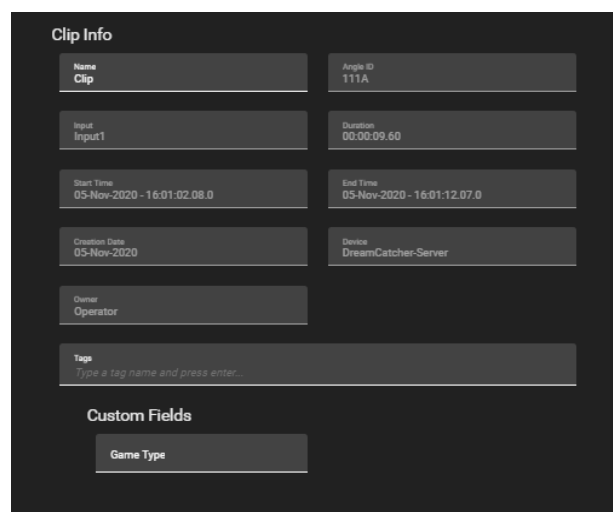 Clip Info
Name
Clip
Angle ID
111A
Input
Input1
Duration
00:00:09.60
Start Time
05-Nov-2020 - 16:01:02.08.0
End Time
05-Nov-2020 - 16:01:12.07.0
Creation Date
05-Nov-2020
Device
DreamCatcher-Server
Owner
Operator
Tags
Type a tag name and press enter...
Custom Fields
Game Type